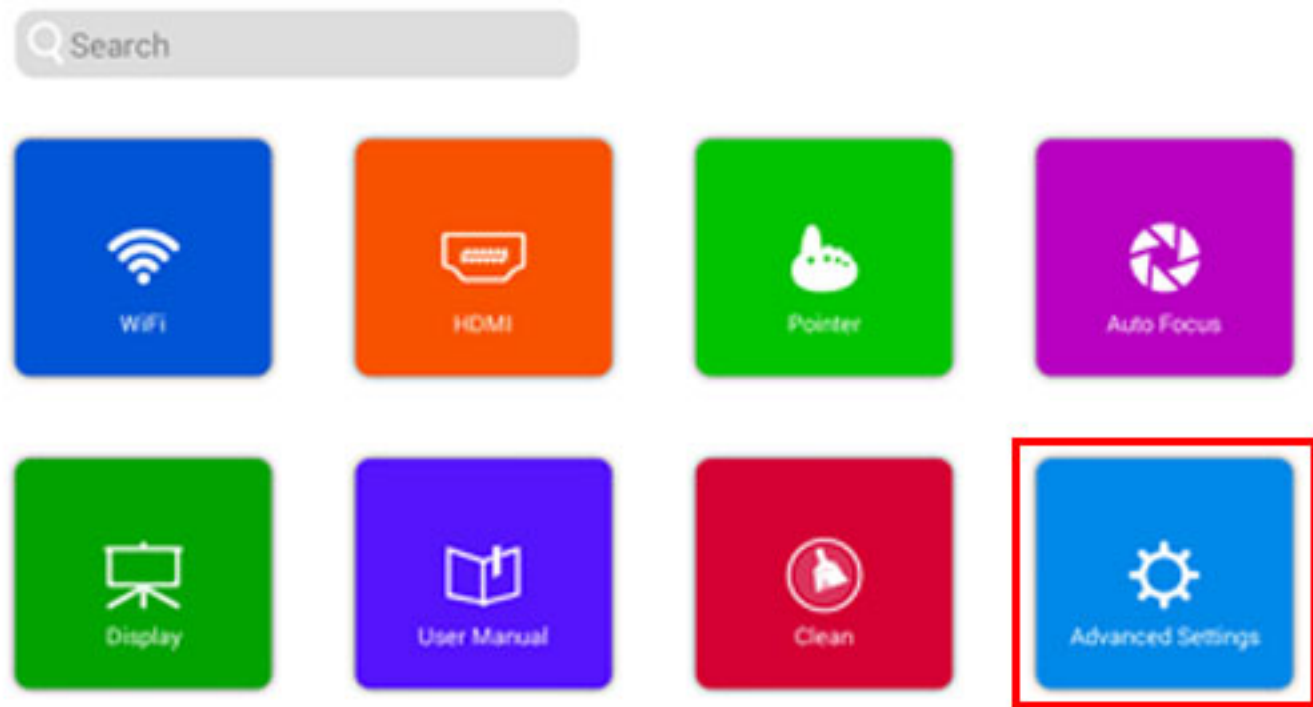 Search
WiFi
HDMI
Pointer
Auto Focus
Display
User Manual
Clean
Advanced Settings